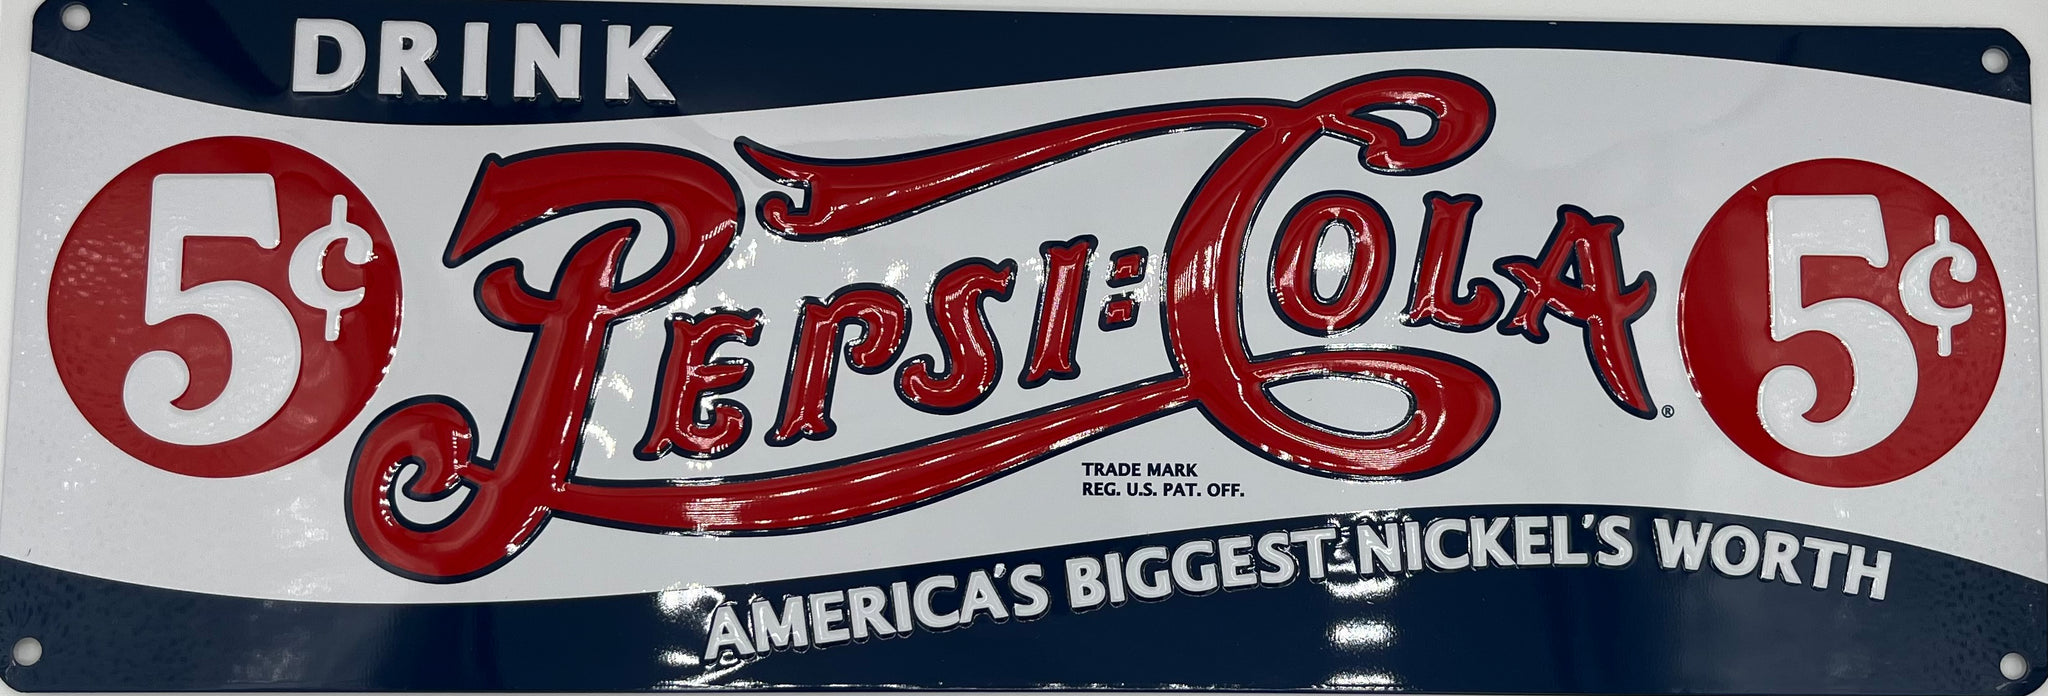 DRINK
5¢
PEPSI:COLA®
5¢
TRADE MARK
REG. U.S. PAT. OFF.
AMERICA'S BIGGEST NICKEL'S WORTH